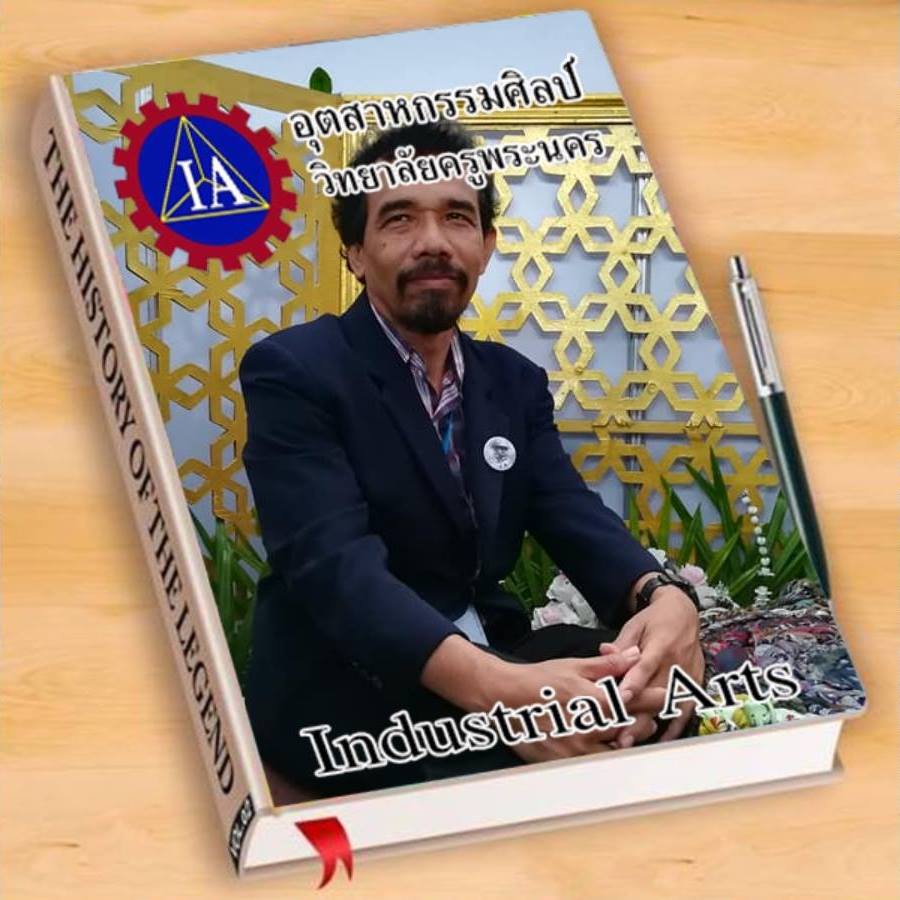 อุตสาหกรรมศิลป์
วิทยาลัยครูพระนคร
IA
THE HISTORY OF THE LEGEND
Industrial Arts